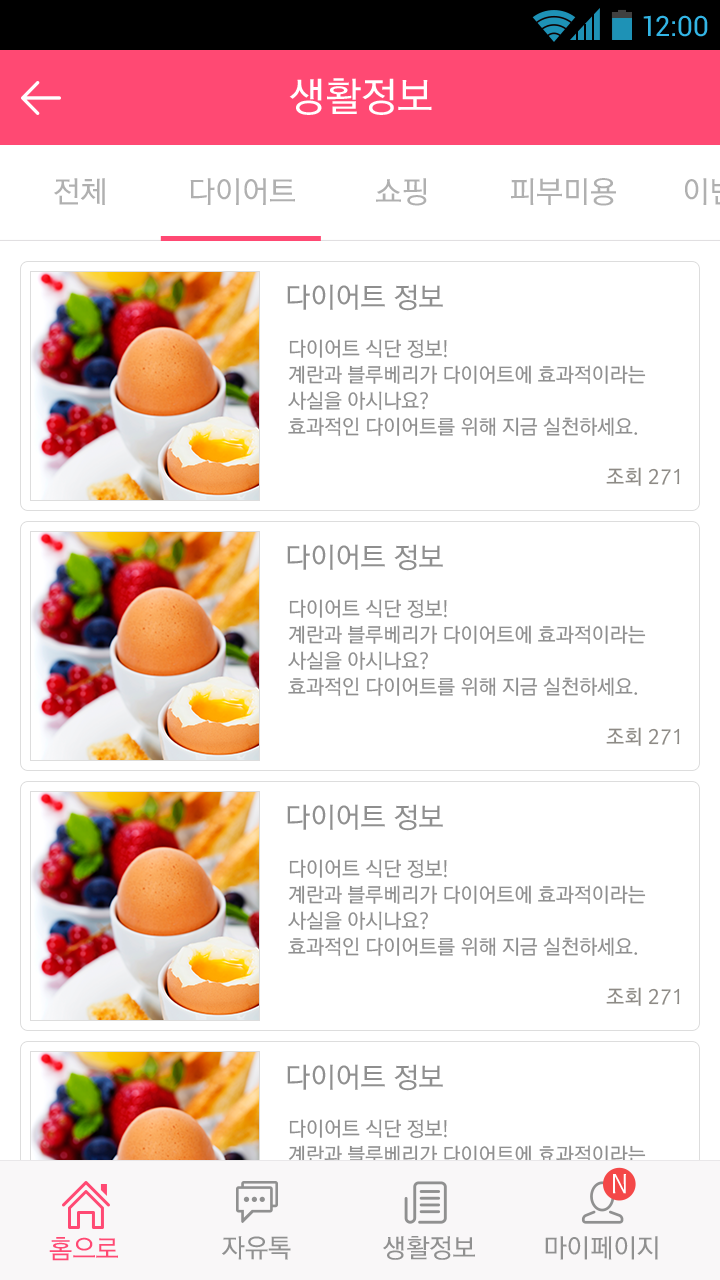 12:00
생활정보
전체 다이어트 쇼핑 피부미용
다이어트 정보
다이어트 식단 정보!
계란과 블루베리가 다이어트에 효과적이라는
사실을 아시나요?
효과적인 다이어트를 위해 지금 실천하세요.
조회 271
다이어트 정보
다이어트 식단 정보!
계란과 블루베리가 다이어트에 효과적이라는
사실을 아시나요?
효과적인 다이어트를 위해 지금 실천하세요.
조회 271
다이어트 정보
다이어트 식단 정보!
계란과 블루베리가 다이어트에 효과적이라는
사실을 아시나요?
효과적인 다이어트를 위해 지금 실천하세요.
조회 271
다이어트 정보
다이어트 식단 정보!
계란과 블루베리가 다이어트에 효과적이라는
N
홈으로 자유톡 생활정보 마이페이지